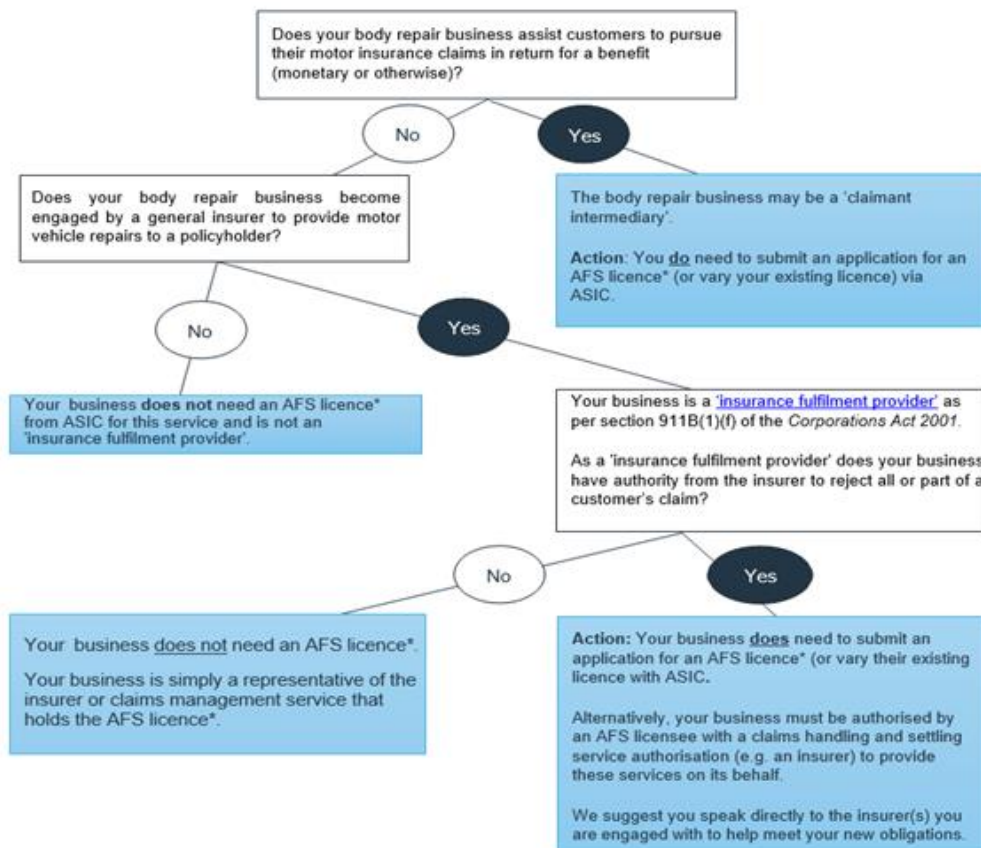 Does your body repair business assist customers to pursue
their motor insurance claims in return for a benefit
(monetary or otherwise)?
No
Yes
Does your body repair business become
engaged by a general insurer to provide motor
vehicle repairs to a policyholder?
The body repair business may be a 'claimant
intermediary'.
Action: You do need to submit an application for an
AFS licence* (or vary your existing licence) via
ASIC.
No
Yes
Your business does not need an AFS licence*
from ASIC for this service and is not an
'insurance fulfilment provider'.
Your business is a 'insurance fulfilment provider' as
per section 911B(1)(f) of the Corporations Act 2001.
As a 'insurance fulfilment provider' does your business
have authority from the insurer to reject all or part of a
customer's claim?
No
Yes
Your business does not need an AFS licence*.
Your business is simply a representative of the
insurer or claims management service that
holds the AFS licence*.
Action: Your business does need to submit an
application for an AFS licence* (or vary their existing
licence with ASIC.
Alternatively, your business must be authorised by
an AFS licensee with a claims handling and settling
service authorisation (e.g. an insurer) to provide
these services on its behalf.
We suggest you speak directly to the insurer(s) you
are engaged with to help meet your new obligations.